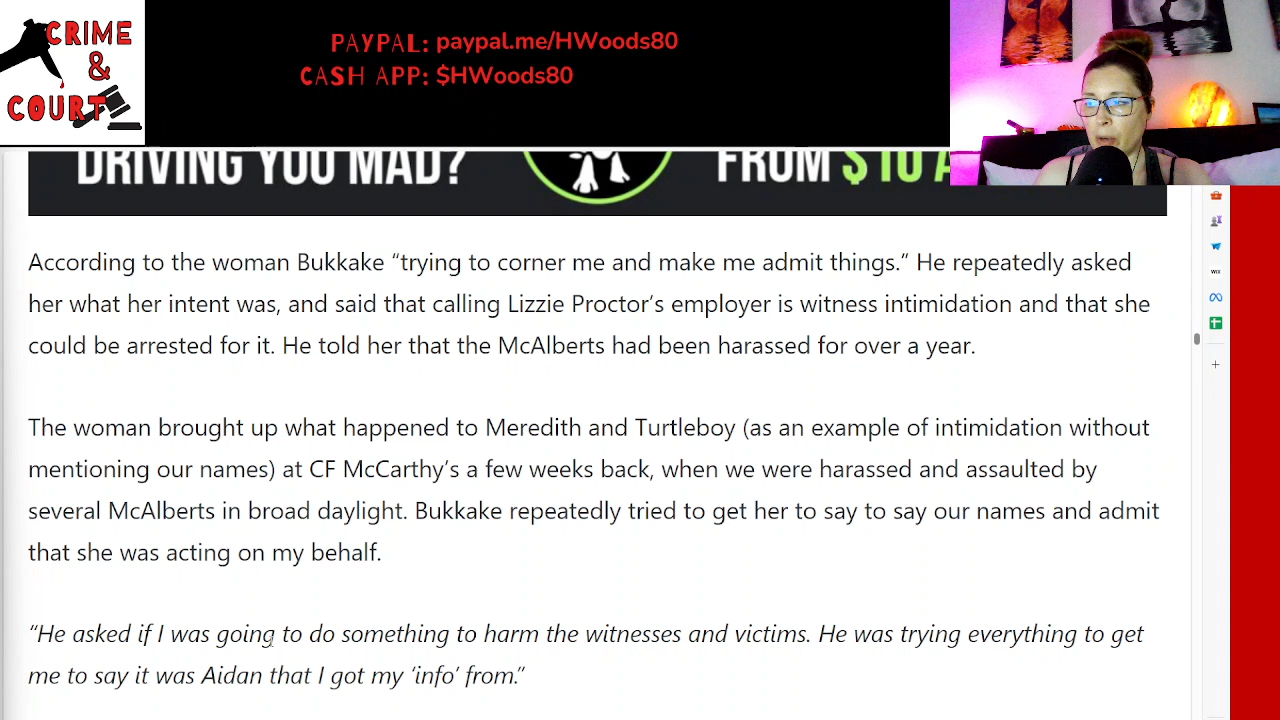 CRIME
&
COURT
PAYPAL: paypal.me/HWoods80
CASH APP: $HWoods80
DRIVING YOU MAD?
FROM $10 A
According to the woman Bukkake “trying to corner me and make me admit things.” He repeatedly asked
her what her intent was, and said that calling Lizzie Proctor’s employer is witness intimidation and that she
could be arrested for it. He told her that the McAlberts had been harassed for over a year.
The woman brought up what happened to Meredith and Turtleboy (as an example of intimidation without
mentioning our names) at CF McCarthy’s a few weeks back, when we were harassed and assaulted by
several McAlberts in broad daylight. Bukkake repeatedly tried to get her to say to say our names and admit
that she was acting on my behalf.
“He asked if I was going to do something to harm the witnesses and victims. He was trying everything to get
me to say it was Aidan that I got my ‘info’ from.”
WIX